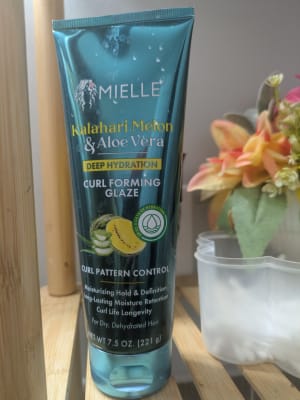 MIELLE
Kalahari Melon
& Aloe Vera
DEEP HYDRATION
CURL FORMING
GLAZE
CURL PATTERN CONTROL
Moisturising Hold & Definition
Long-Lasting Moisture Retention
Curl Life Longevity
For Dry, Dehydrated Hair
NET WT 7.5 OZ. (221 g)